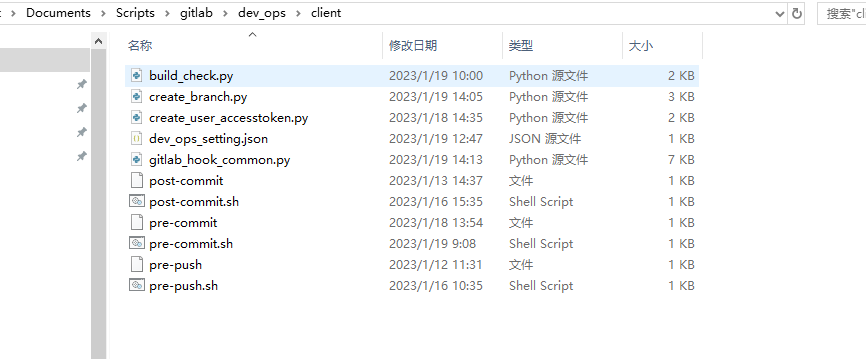 Documents > Scripts > gitlab > dev_ops > client 搜索"cli
名称 修改日期 类型 大小
build_check.py 2023/1/19 10:00 Python 源文件 2 KB
create_branch.py 2023/1/19 14:05 Python 源文件 3 KB
create_user_accesstoken.py 2023/1/18 14:35 Python 源文件 2 KB
dev_ops_setting.json 2023/1/19 12:47 JSON 源文件 1 KB
gitlab_hook_common.py 2023/1/19 14:13 Python 源文件 7 KB
post-commit 2023/1/13 14:37 文件 1 KB
post-commit.sh 2023/1/16 15:35 Shell Script 1 KB
pre-commit 2023/1/18 13:54 文件 1 KB
pre-commit.sh 2023/1/19 9:08 Shell Script 1 KB
pre-push 2023/1/12 11:31 文件 1 KB
pre-push.sh 2023/1/16 10:35 Shell Script 1 KB